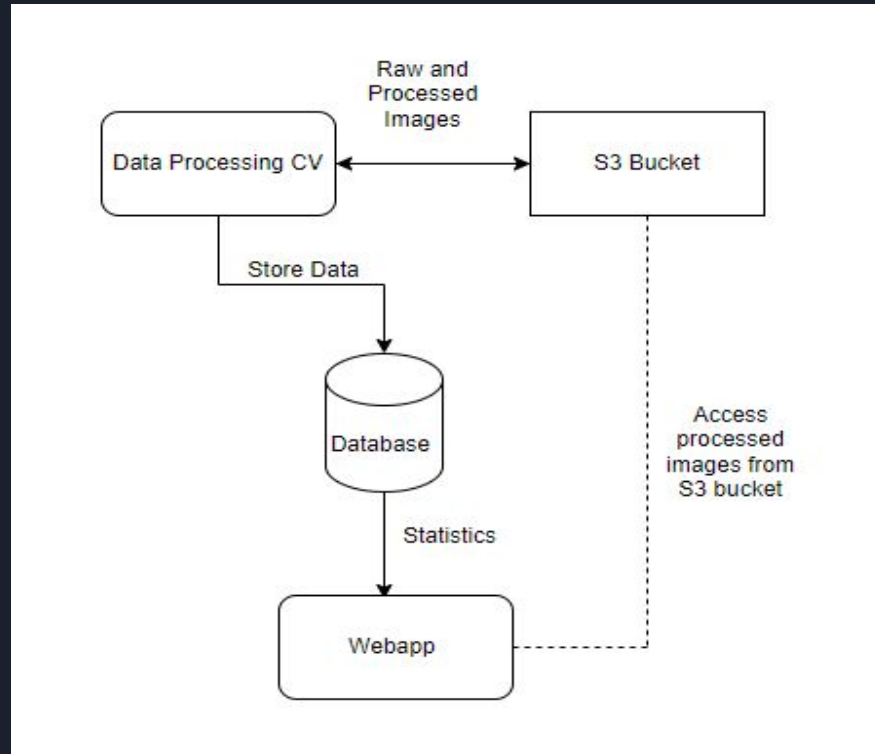 Raw and
Processed
Images
Data Processing CV
S3 Bucket
Store Data
Database
Access
processed
images from
S3 bucket
Statistics
Webapp